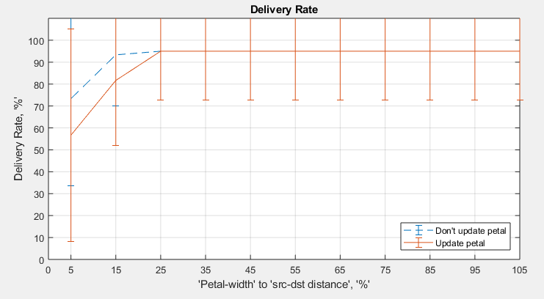 Delivery Rate
Delivery Rate, '%'
100
90
80
70
60
50
40
30
20
10
0
0 5 15 25 35 45 55 65 75 85 95 105
'Petal-width' to 'src-dst distance', '%'
Don't update petal
Update petal